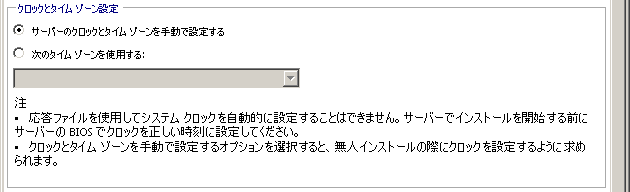 クロックとタイム ゾーン設定
サーバーのクロックとタイム ゾーンを手動で設定する
次のタイム ゾーンを使用する:
注
• 応答ファイルを使用してシステム クロックを自動的に設定することはできません。サーバーでインストールを開始する前に
サーバーの BIOS でクロックを正しい時刻に設定してください。
• クロックとタイム ゾーンを手動で設定するオプションを選択すると、無人インストールの際にクロックを設定するように求め
られます。